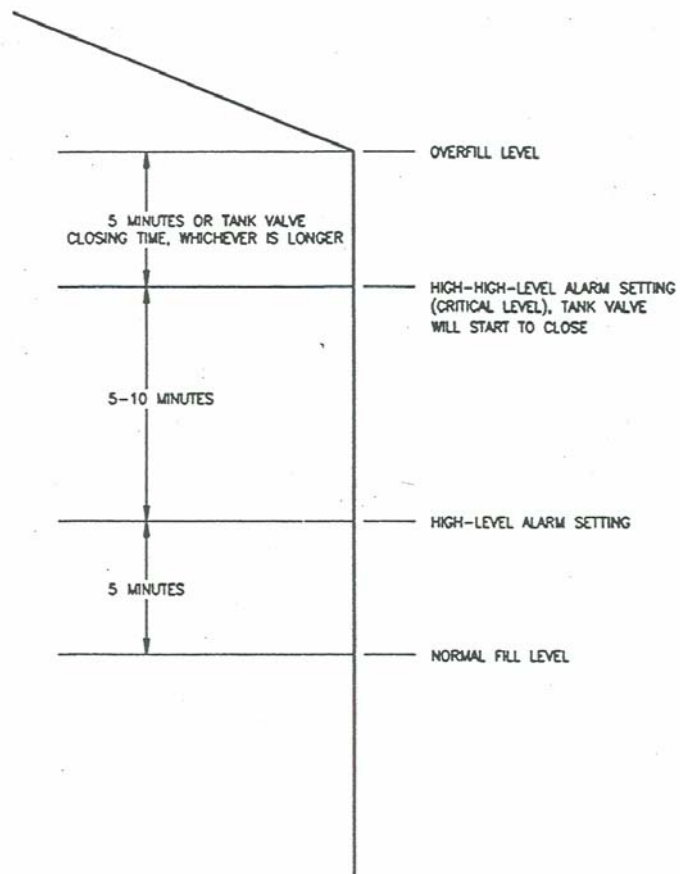 OVERFILL LEVEL
5 MINUTES OR TANK VALVE
CLOSING TIME, WHICHEVER IS LONGER
HIGH-HIGH-LEVEL ALARM SETTING
(CRITICAL LEVEL), TANK VALVE
WILL START TO CLOSE
5-10 MINUTES
HIGH-LEVEL ALARM SETTING
5 MINUTES
NORMAL FILL LEVEL